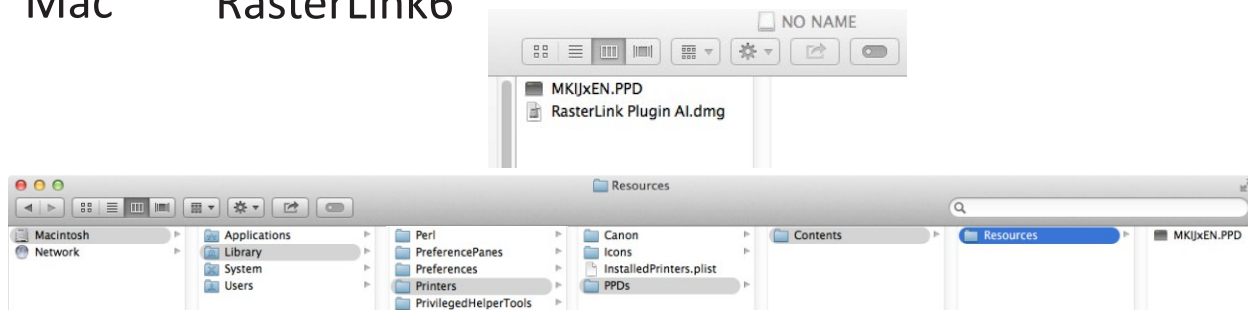 Mac RasterLink6
NO NAME
MKIJxEN.PPD
RasterLink Plugin AI.dmg
Resources
Macintosh Applications Perl Canon Contents Resources MKIJxEN.PPD
Network Library PreferencePanes Icons
System Preferences InstalledPrinters.plist
Users Printers PPDs
PrivilegedHelperTools